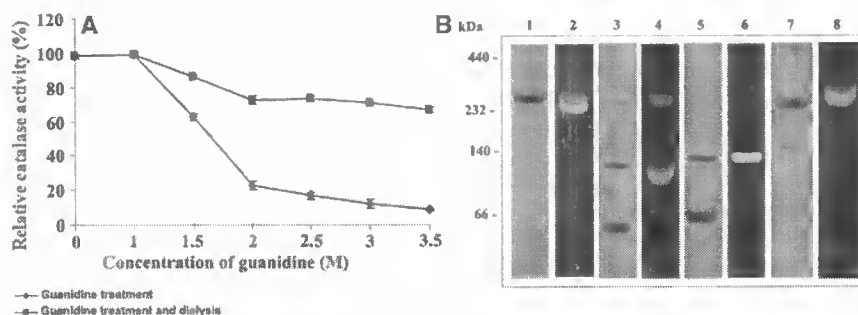 A
Relative catalase activity (%)
120
100
80
60
40
20
0
0 1 1.5 2 2.5 3 3.5
Concentration of guanidine (M)
Guanidine treatment
Guanidine treatment and dialysis
B kDa 1 2 3 4 5 6 7 8
440 -
232 -
140 -
66 -